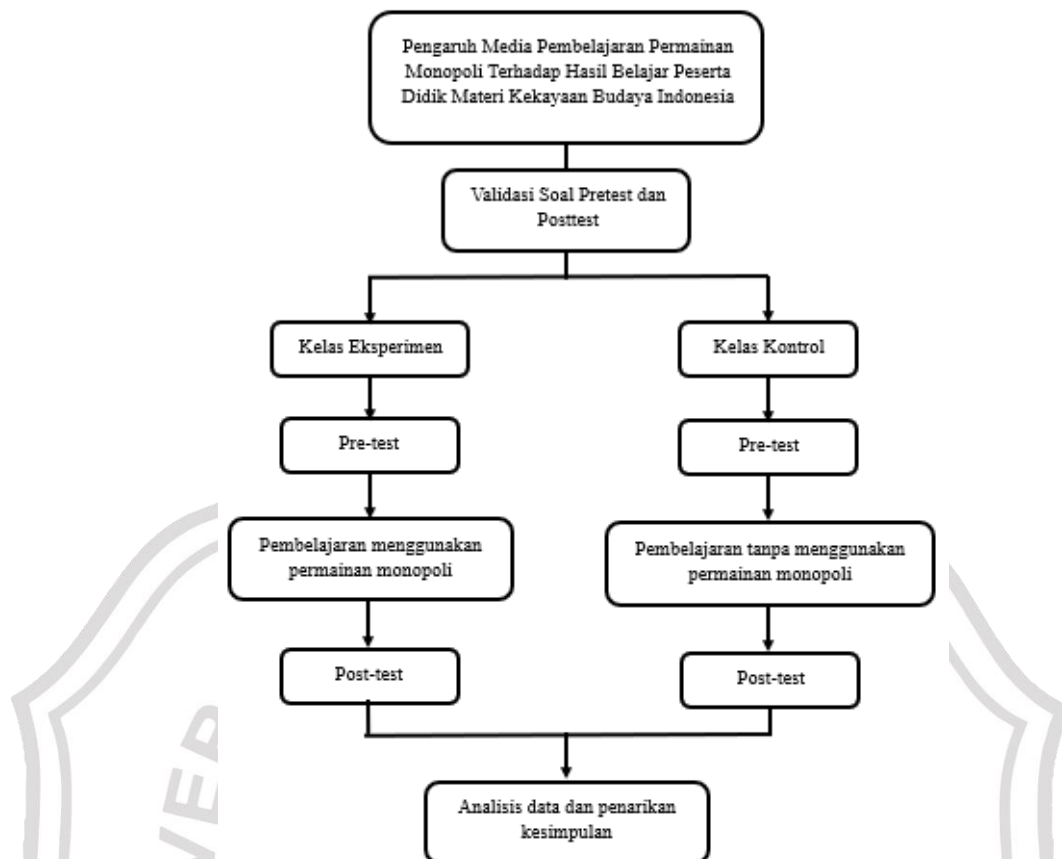 Pengaruh Media Pembelajaran Permainan
Monopoli Terhadap Hasil Belajar Peserta
Didik Materi Kekayaan Budaya Indonesia
Validasi Soal Pretest dan
Posttest
Kelas Eksperimen
Kelas Kontrol
Pre-test
Pre-test
Pembelajaran menggunakan
permainan monopoli
Pembelajaran tanpa menggunakan
permainan monopoli
Post-test
Post-test
Analisis data dan penarikan
kesimpulan